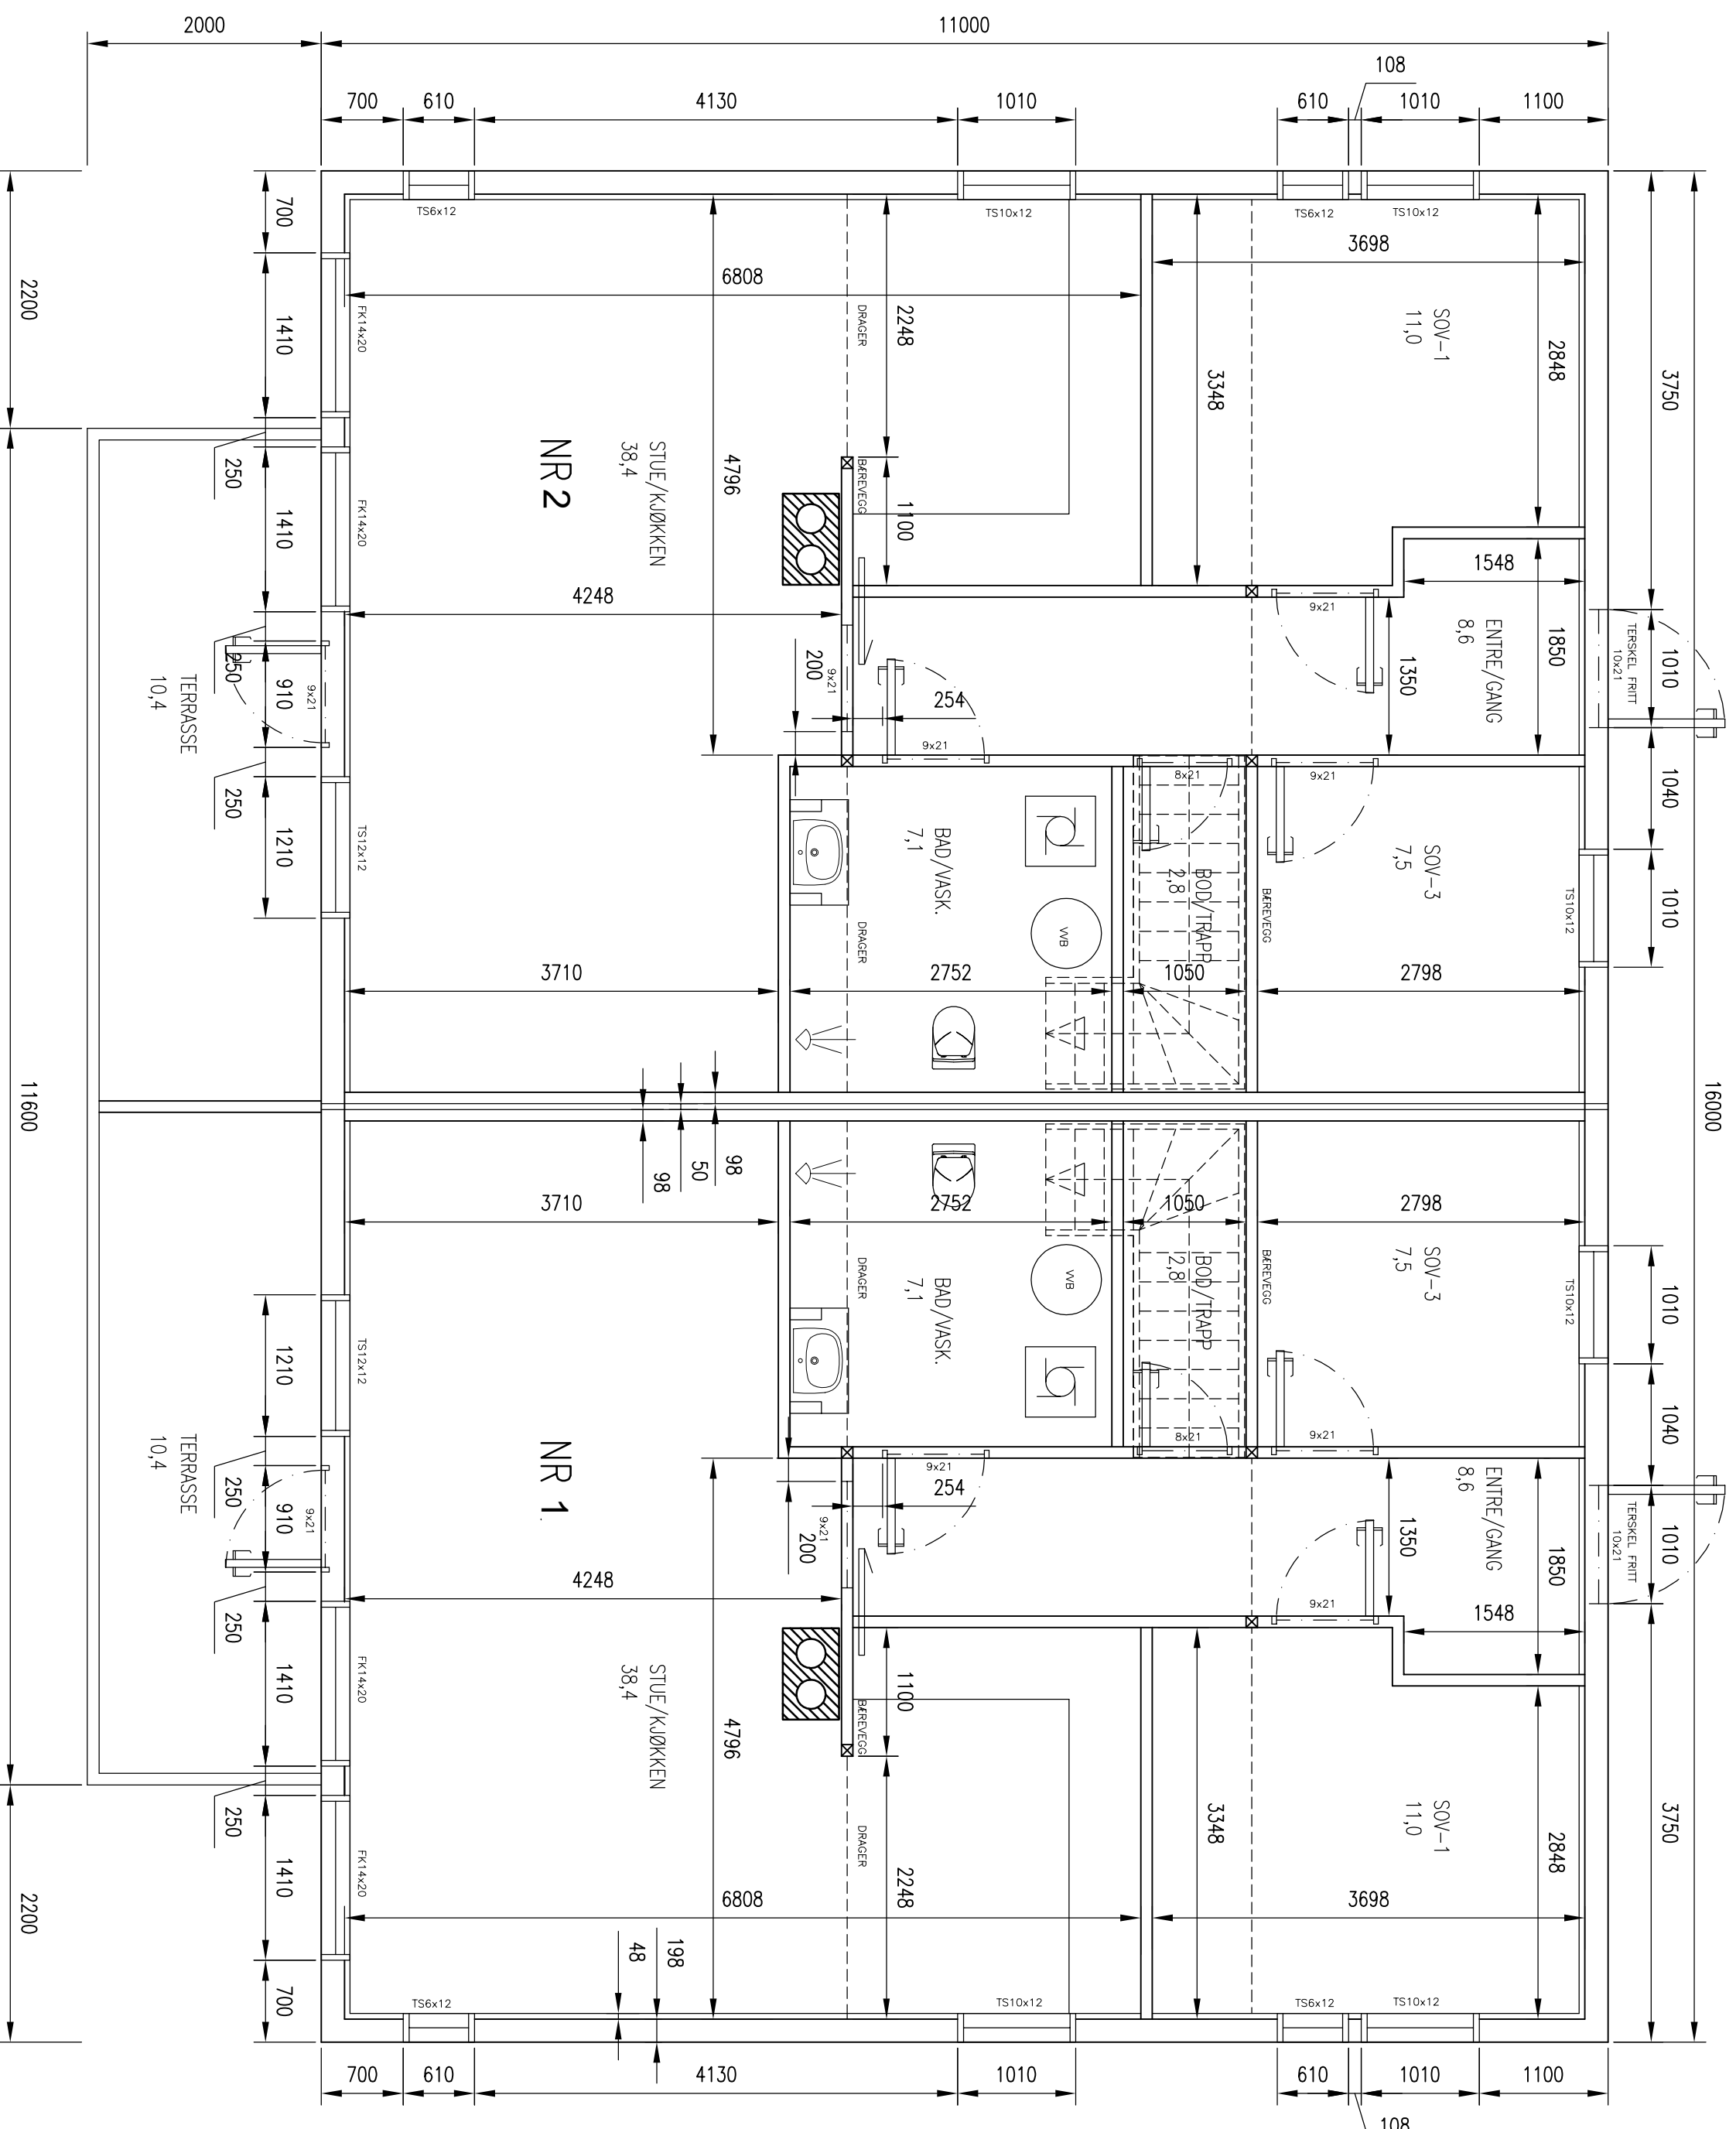 2000
11000
108
700
610
4130
1010
610
1010
1100
TS6x12
TS10x12
TS6x12
TS10x12
3750
16000
700
2200
1410
FK14x20
250
1410
FK14x20
250
910
9x21
250
1210
TS12x12
6808
2248
DRAGER
3698
SOV-1
11,0
2848
3348
NR 2
STUE/KJØKKEN
38,4
4796
BÆREVEGG
1100
1548
4248
9x21
ENTRE/GANG
8,6
1850
1350
TERSKEL FRITT
10x21
1010
200
9x21
254
9x21
TERRASSE
10,4
8x21
9x21
1040
BAD/VASK.
7,1
BOD/TRAPP
2,8
SOV-3
7,5
BÆREVEGG
TS10x12
1010
DRAGER
VVB
3710
2752
1050
2798
11600
98
50
98
3710
2752
1050
2798
DRAGER
BAD/VASK.
7,1
VVB
BOD/TRAPP
2,8
BÆREVEGG
SOV-3
7,5
TS10x12
1010
1210
TS12x12
1040
TERRASSE
10,4
NR 1
8x21
9x21
9x21
254
200
9x21
250
910
9x21
250
ENTRE/GANG
8,6
1350
1850
TERSKEL FRITT
10x21
1010
4248
9x21
1548
1410
FK14x20
STUE/KJØKKEN
38,4
4796
1100
BÆREVEGG
250
3348
SOV-1
11,0
2848
3750
1410
FK14x20
DRAGER
2248
6808
3698
2200
700
48
198
TS6x12
TS10x12
TS6x12
TS10x12
700
610
4130
1010
610
1010
1100
108